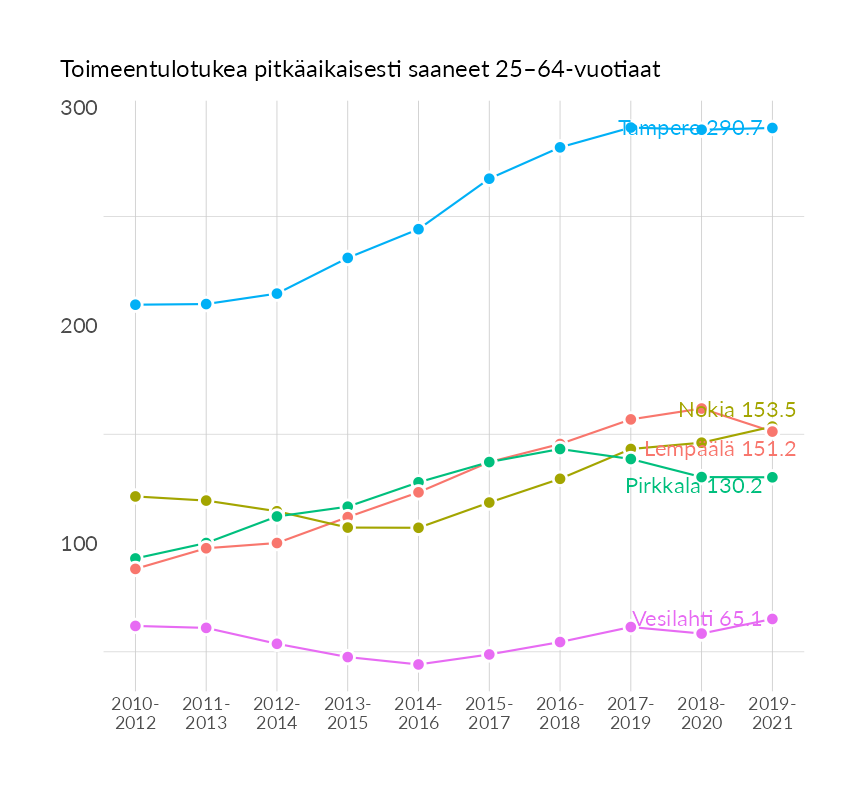 Toimeentulotukea pitkäaikaisesti saaneet 25–64-vuotiaat
300
Tampere 290.7
200
Nokia 153.5
Lempäälä 151.2
Pirkkala 130.2
100
Vesilahti 65.1
2010- 2011- 2012- 2013- 2014- 2015- 2016- 2017- 2018- 2019-
2012 2013 2014 2015 2016 2017 2018 2019 2020 2021